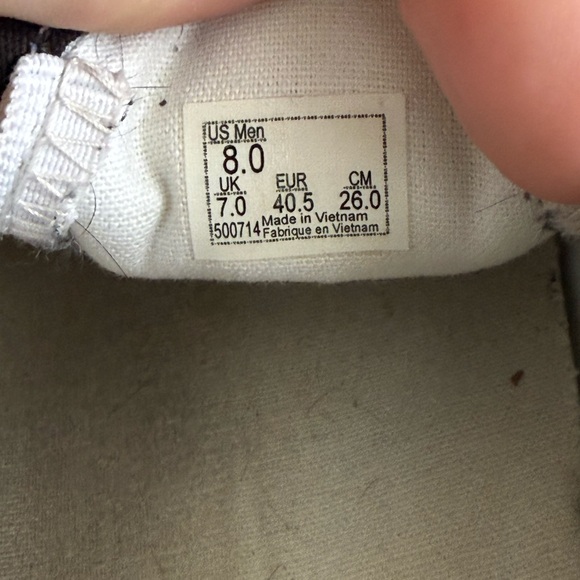 US Men
8.0
UK EUR CM
7.0 40.5 26.0
Made in Vietnam
500714 Fabrique en Vietnam